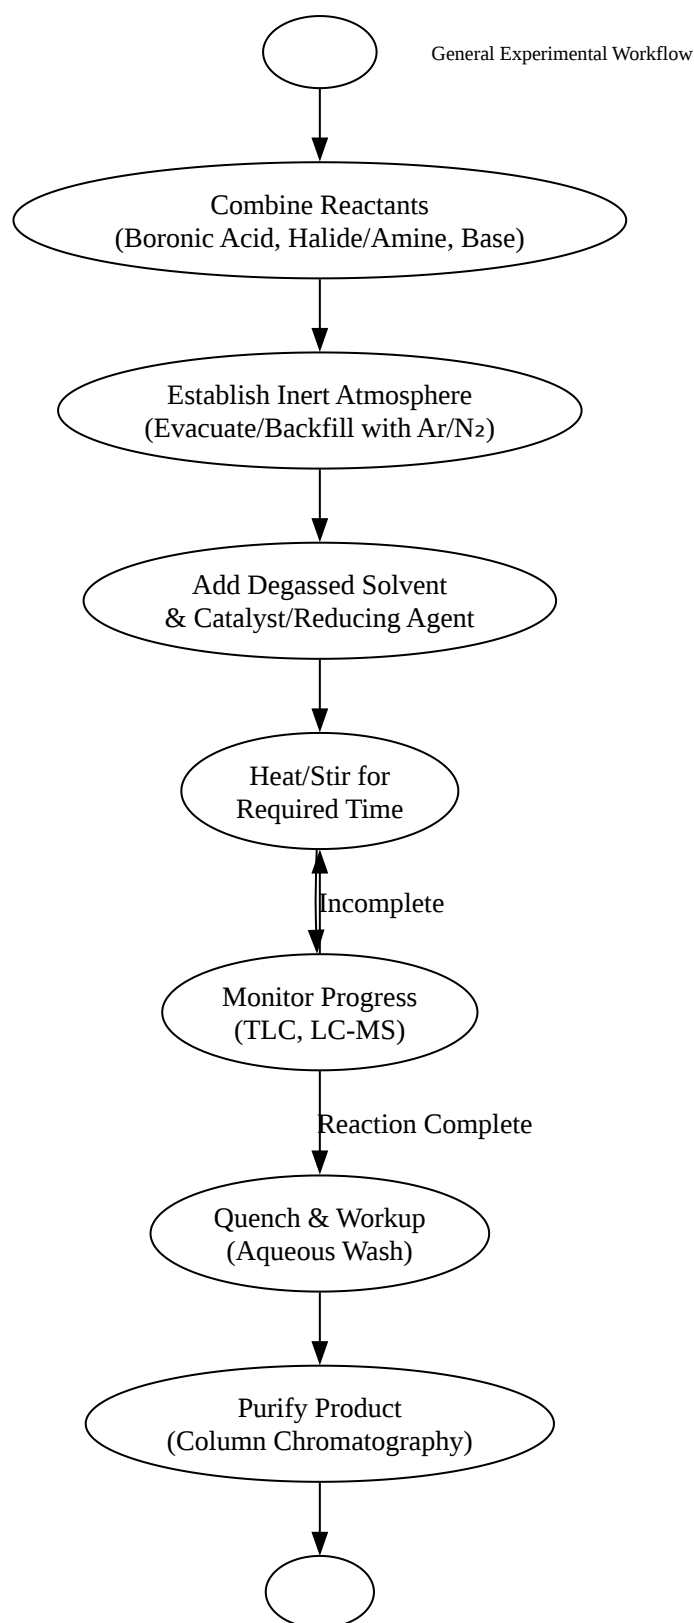 General Experimental Workflow
Combine Reactants
(Boronic Acid, Halide/Amine, Base)
Establish Inert Atmosphere
(Evacuate/Backfill with Ar/N₂)
Add Degassed Solvent
& Catalyst/Reducing Agent
Heat/Stir for
Required Time
Incomplete
Monitor Progress
(TLC, LC-MS)
Reaction Complete
Quench & Workup
(Aqueous Wash)
Purify Product
(Column Chromatography)